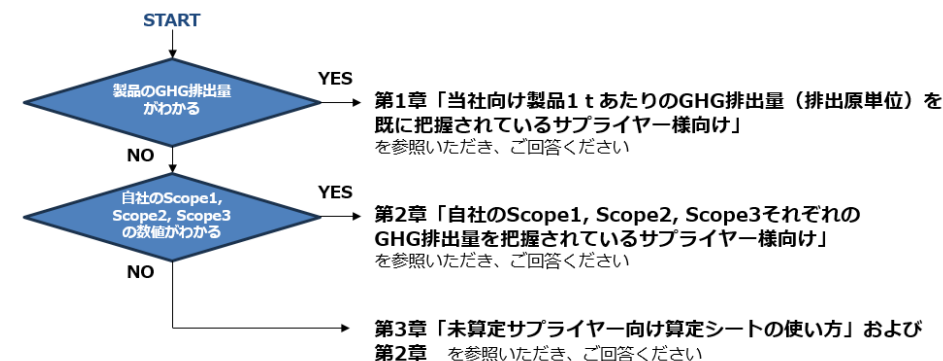 START
製品のGHG排出量
がわかる
YES
第1章「当社向け製品1ｔあたりのGHG排出量（排出原単位）を
既に把握されているサプライヤー様向け」
を参照いただき、ご回答ください
NO
自社のScope1,
Scope2, Scope3
の数値がわかる
YES
第2章「自社のScope1, Scope2, Scope3それぞれの
GHG排出量を把握されているサプライヤー様向け」
を参照いただき、ご回答ください
NO
第3章「未算定サプライヤー向け算定シートの使い方」および
第2章　を参照いただき、ご回答ください